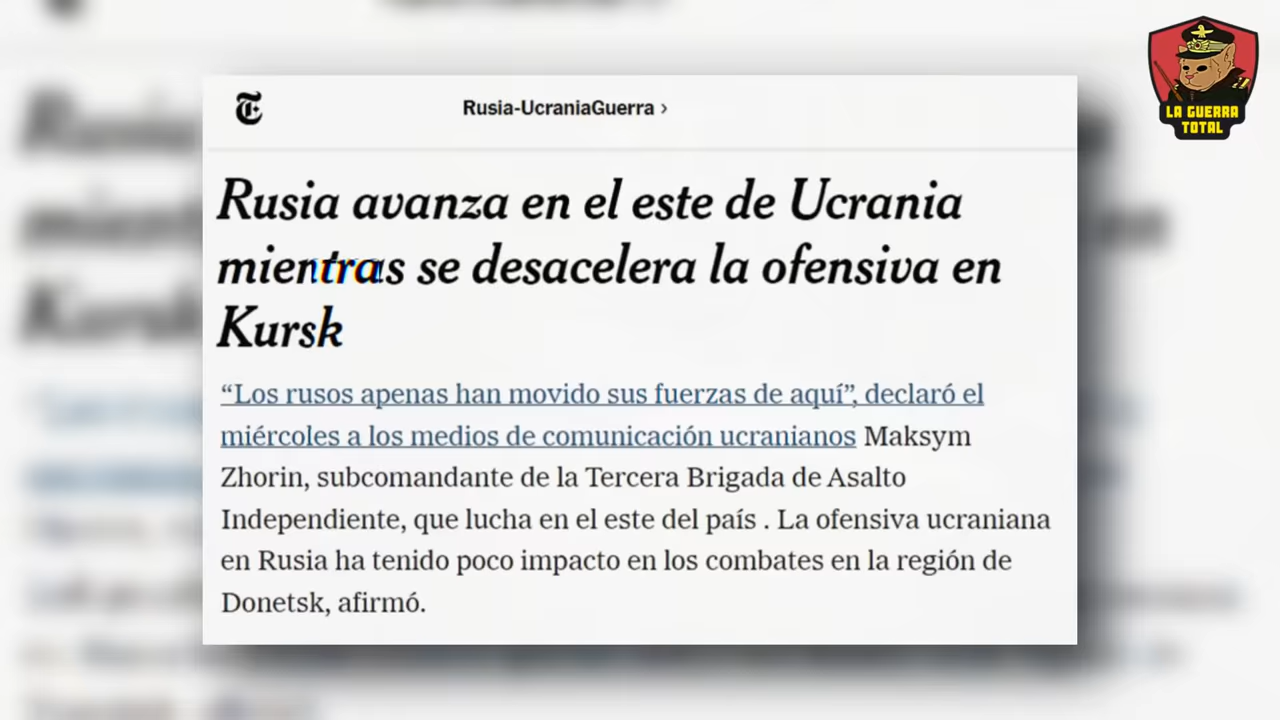 Rusia-UcraniaGuerra ›
Rusia avanza en el este de Ucrania
mientras se desacelera la ofensiva en
Kursk
“Los rusos apenas han movido sus fuerzas de aquí”, declaró el
miércoles a los medios de comunicación ucranianos Maksym
Zhorin, subcomandante de la Tercera Brigada de Asalto
Independiente, que lucha en el este del país . La ofensiva ucraniana
en Rusia ha tenido poco impacto en los combates en la región de
Donetsk, afirmó.
LA GUERRA
TOTAL